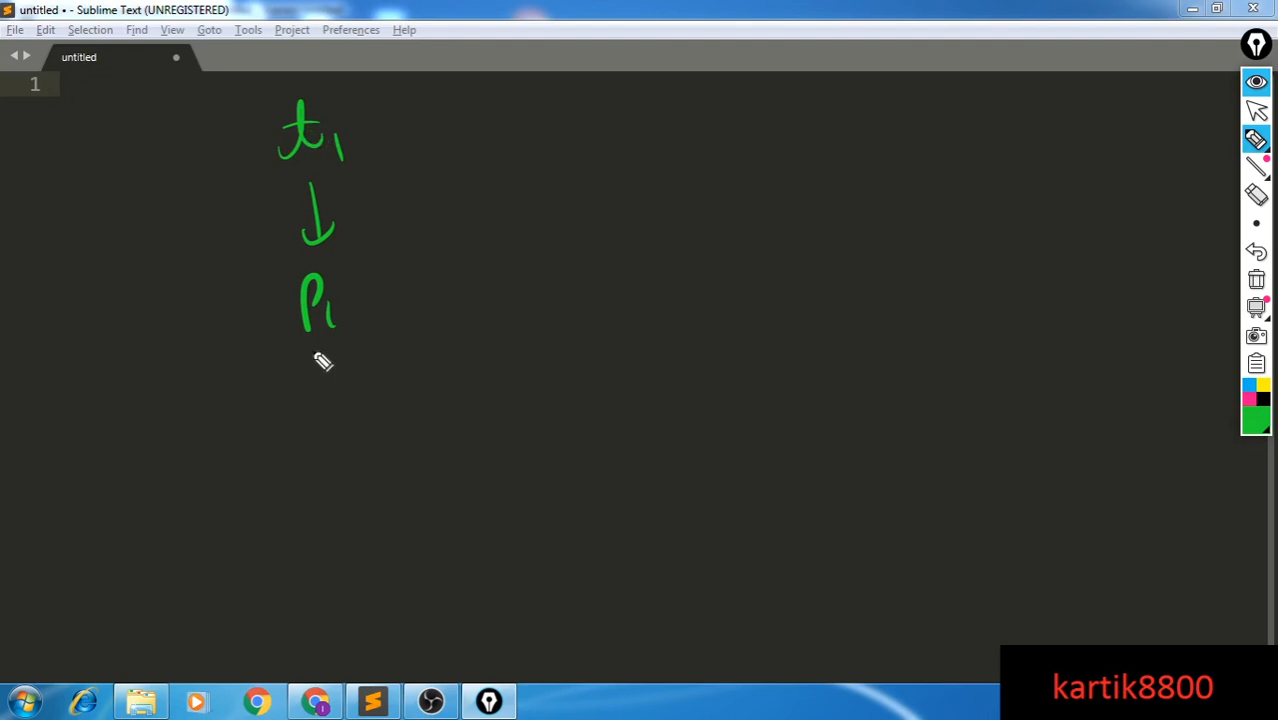 untitled • - Sublime Text (UNREGISTERED)
File Edit Selection Find View Goto Tools Project Preferences Help
untitled
1
t1
↓
P1
kartik8800